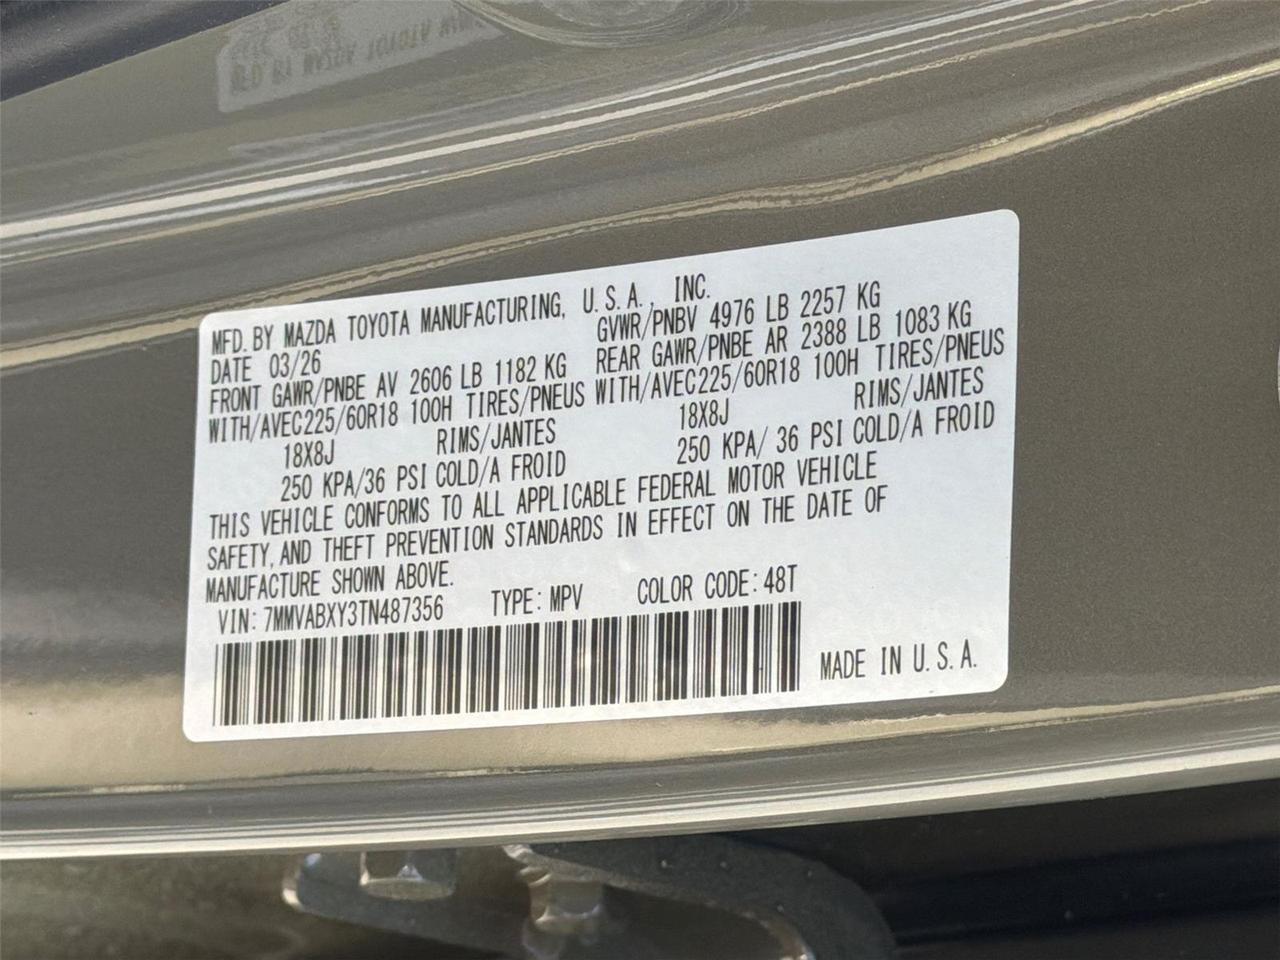 MFD. BY MAZDA TOYOTA MANUFACTURING, U.S.A., INC.
DATE 03/26 GVWR/PNBV 4976 LB 2257 KG
FRONT GAWR/PNBE AV 2606 LB 1182 KG REAR GAWR/PNBE AR 2388 LB 1083 KG
WITH/AVEC225/60R18 100H TIRES/PNEUS WITH/AVEC225/60R18 100H TIRES/PNEUS
18X8J RIMS/JANTES 18X8J RIMS/JANTES
250 KPA/36 PSI COLD/A FROID 250 KPA/ 36 PSI COLD/A FROID
THIS VEHICLE CONFORMS TO ALL APPLICABLE FEDERAL MOTOR VEHICLE
SAFETY, AND THEFT PREVENTION STANDARDS IN EFFECT ON THE DATE OF
MANUFACTURE SHOWN ABOVE.
VIN: 7MMVABXY3TN487356 TYPE: MPV COLOR CODE: 48T
MADE IN U.S.A.